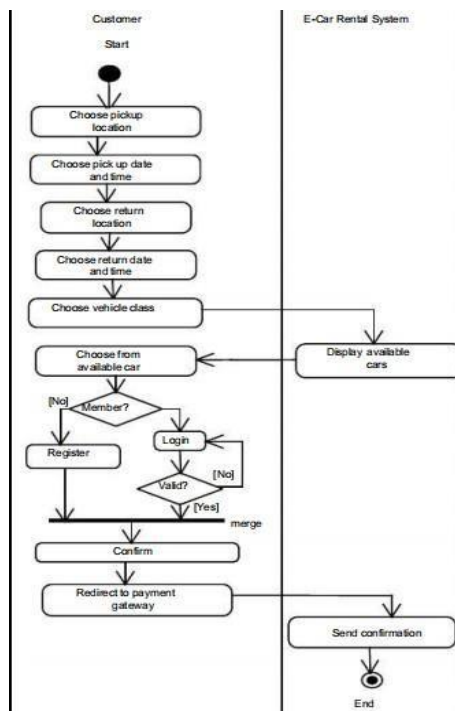 Customer
E-Car Rental System
Start
Choose pickup
location
Choose pick up date
and time
Choose return
location
Choose return date
and time
Choose vehicle class
Display available
cars
Choose from
available car
[No]
Member?
Register
Login
[No]
Valid?
[Yes]
merge
Confirm
Redirect to payment
gateway
Send confirmation
End